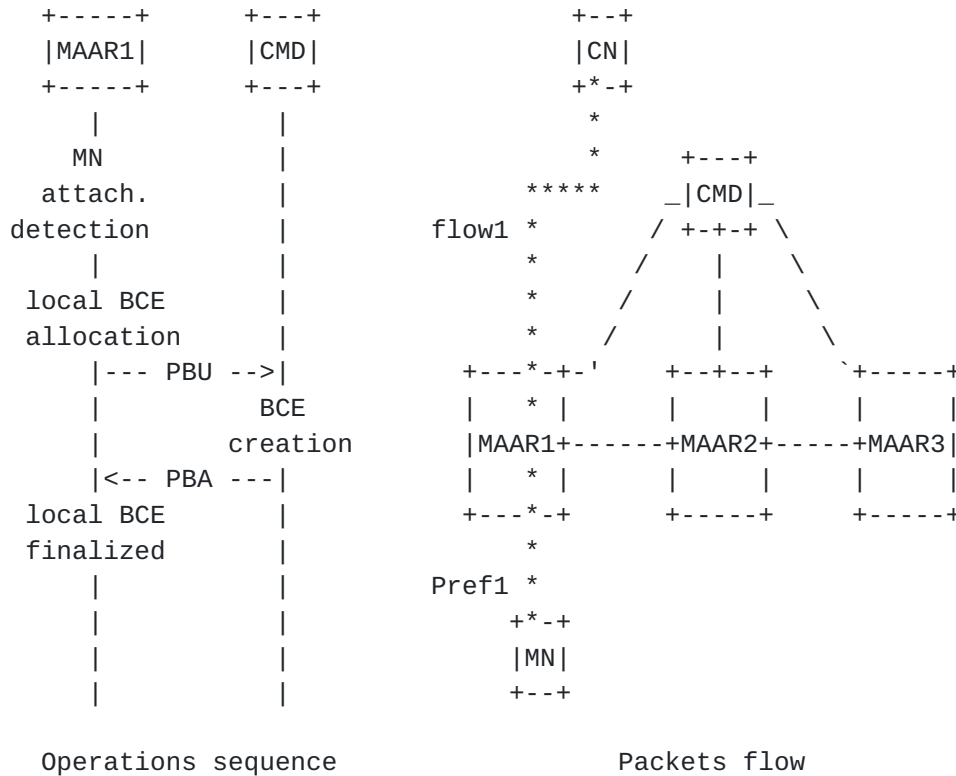 +-----+      +---+                +--+
|MAAR1|      |CMD|                |CN|
+-----+      +---+                +*-+
   |            |                   *
  MN            |                   *     +---+
attach.         |               *****    _|CMD|_
detection         |         flow1 *       / +-+-+ \
   |            |               *      /    |    \
local BCE        |               *     /     |     \
allocation       |               *    /      |      \
   |--- PBU -->|           +---*-+-'    +--+--+     `+-----+
   |           BCE          |   * |      |     |      |     |
   |         creation       |MAAR1+------+MAAR2+-----+MAAR3|
   |<-- PBA ---|           |   * |      |     |      |     |
local BCE        |           +---*-+      +-----+      +-----+
finalized        |               *
   |            |         Pref1 *
   |            |              +*-+
   |            |              |MN|
   |            |              +--+
Operations sequence                  Packets flow